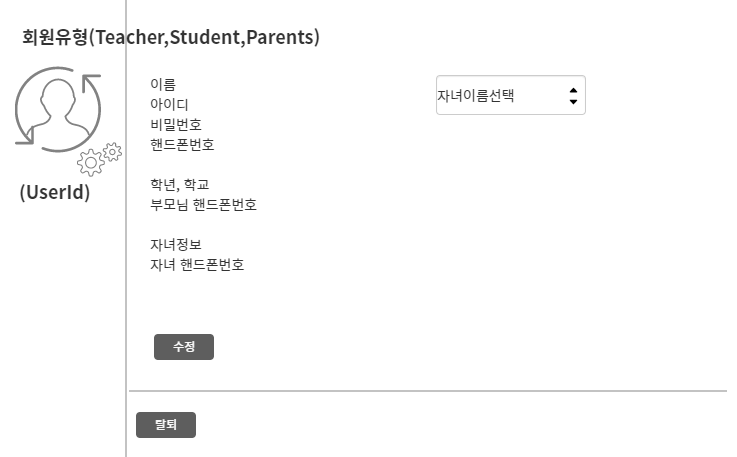 회원유형(Teacher,Student,Parents)
(UserId)
이름
아이디
비밀번호
핸드폰번호
학년, 학교
부모님 핸드폰번호
자녀정보
자녀 핸드폰번호
자녀이름선택
수정
탈퇴